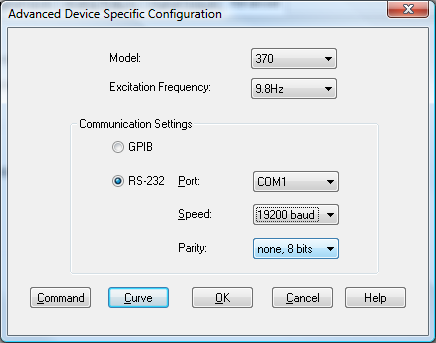 Advanced Device Specific Configuration
Model: 370
Excitation Frequency: 9.8Hz
Communication Settings
GPIB
RS-232 Port: COM1
Speed: 19200 baud
Parity: none, 8 bits
Command Curve OK Cancel Help